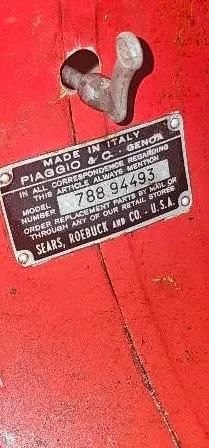 MADE IN ITALY
PIAGGIO & C. - GENOA
IN ALL CORRESPONDENCE REGARDING
THIS ARTICLE ALWAYS MENTION
MODEL NUMBER 788 94493
ORDER REPLACEMENT PARTS BY MAIL OR
THROUGH ANY OF OUR RETAIL STORES
SEARS, ROEBUCK AND CO. - U.S.A.